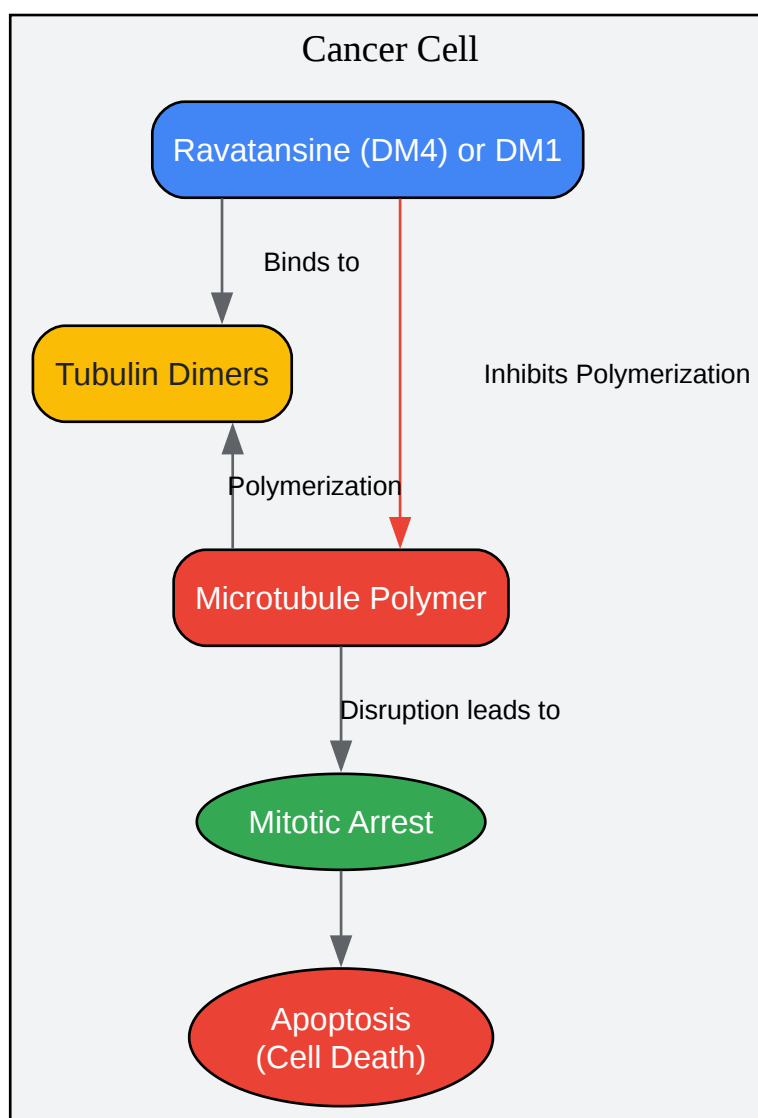 Cancer Cell
Ravatansine (DM4) or DM1
Binds to
Tubulin Dimers
Inhibits Polymerization
Polymerization
Microtubule Polymer
Disruption leads to
Mitotic Arrest
Apoptosis
(Cell Death)